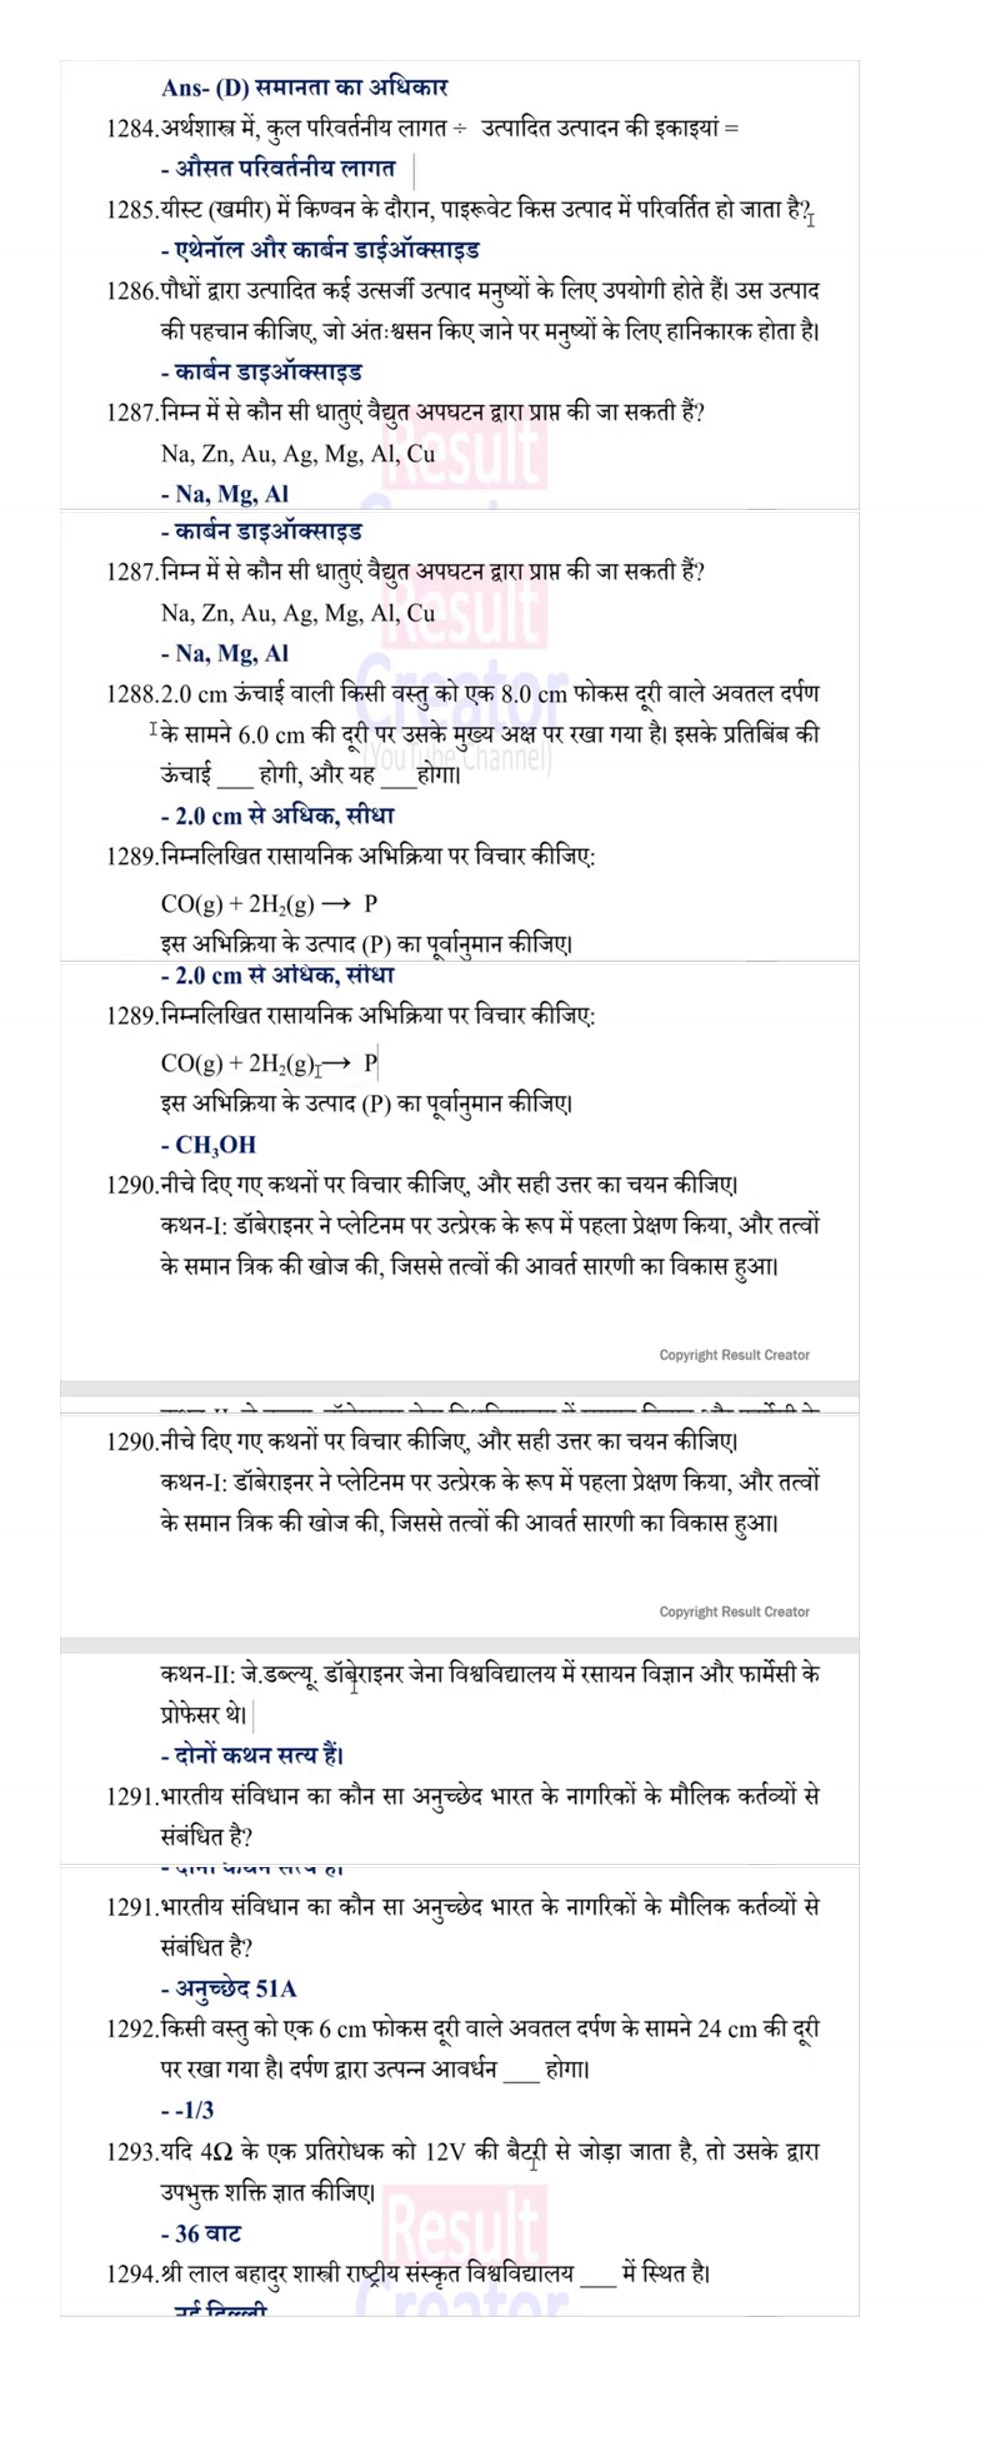 Ans- (D) समानता का अधिकार
1284.अर्थशास्त्र में, कुल परिवर्तनीय लागत ÷ उत्पादित उत्पादन की इकाइयां =
- औसत परिवर्तनीय लागत
1285.यीस्ट (खमीर) में किण्वन के दौरान, पाइरूवेट किस उत्पाद में परिवर्तित हो जाता है?
- एथेनॉल और कार्बन डाईऑक्साइड
1286.पौधों द्वारा उत्पादित कई उत्सर्जी उत्पाद मनुष्यों के लिए उपयोगी होते हैं। उस उत्पाद
की पहचान कीजिए, जो अंतःश्वसन किए जाने पर मनुष्यों के लिए हानिकारक होता है।
- कार्बन डाइऑक्साइड
1287.निम्न में से कौन सी धातुएं वैद्युत अपघटन द्वारा प्राप्त की जा सकती हैं?
Na, Zn, Au, Ag, Mg, Al, Cu
Result
- Na, Mg, Al
- कार्बन डाइऑक्साइड
1287.निम्न में से कौन सी धातुएं वैद्युत अपघटन द्वारा प्राप्त की जा सकती हैं?
Na, Zn, Au, Ag, Mg, Al, Cu
Result
- Na, Mg, Al
Creator
1288.2.0 cm ऊंचाई वाली किसी वस्तु को एक 8.0 cm फोकस दूरी वाले अवतल दर्पण
के सामने 6.0 cm की दूरी पर उसके मुख्य अक्ष पर रखा गया है। इसके प्रतिबिंब की
(YouTube Channel)
ऊंचाई ___ होगी, और यह ___होगा।
- 2.0 cm से अधिक, सीधा
1289.निम्नलिखित रासायनिक अभिक्रिया पर विचार कीजिए:
CO(g) + 2H₂(g) → P
इस अभिक्रिया के उत्पाद (P) का पूर्वानुमान कीजिए।
- 2.0 cm से अधिक, सीधा
1289.निम्नलिखित रासायनिक अभिक्रिया पर विचार कीजिए:
CO(g) + 2H₂(g) → P
इस अभिक्रिया के उत्पाद (P) का पूर्वानुमान कीजिए।
- CH₃OH
1290.नीचे दिए गए कथनों पर विचार कीजिए, और सही उत्तर का चयन कीजिए।
कथन-I: डॉबेराइनर ने प्लेटिनम पर उत्प्रेरक के रूप में पहला प्रेक्षण किया, और तत्वों
के समान त्रिक की खोज की, जिससे तत्वों की आवर्त सारणी का विकास हुआ।
Copyright Result Creator
1290.नीचे दिए गए कथनों पर विचार कीजिए, और सही उत्तर का चयन कीजिए।
कथन-I: डॉबेराइनर ने प्लेटिनम पर उत्प्रेरक के रूप में पहला प्रेक्षण किया, और तत्वों
के समान त्रिक की खोज की, जिससे तत्वों की आवर्त सारणी का विकास हुआ।
Copyright Result Creator
कथन-II: जे.डब्ल्यू. डॉबेराइनर जेना विश्वविद्यालय में रसायन विज्ञान और फार्मेसी के
प्रोफेसर थे।
- दोनों कथन सत्य हैं।
1291.भारतीय संविधान का कौन सा अनुच्छेद भारत के नागरिकों के मौलिक कर्तव्यों से
संबंधित है?
1291.भारतीय संविधान का कौन सा अनुच्छेद भारत के नागरिकों के मौलिक कर्तव्यों से
संबंधित है?
- अनुच्छेद 51A
1292.किसी वस्तु को एक 6 cm फोकस दूरी वाले अवतल दर्पण के सामने 24 cm की दूरी
पर रखा गया है। दर्पण द्वारा उत्पन्न आवर्धन ___ होगा।
- -1/3
1293.यदि 4Ω के एक प्रतिरोधक को 12V की बैटरी से जोड़ा जाता है, तो उसके द्वारा
उपभुक्त शक्ति ज्ञात कीजिए।
Result
- 36 वाट
1294.श्री लाल बहादुर शास्त्री राष्ट्रीय संस्कृत विश्वविद्यालय ___ में स्थित है।
Creator
नई दिल्ली